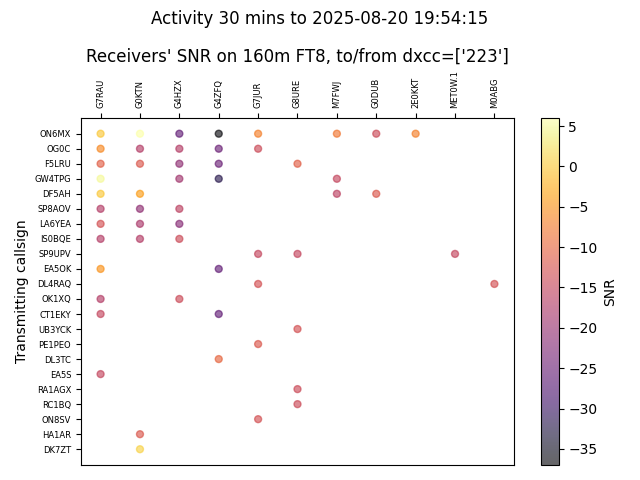 Activity 30 mins to 2025-08-20 19:54:15
Receivers' SNR on 160m FT8, to/from dxcc=['223']
G7RAU G0KTN G4HZX G4ZFQ G7JUR G8URE M7FWJ G0DUB 2E0KKT MET0W.1 M0ABG
ON6MX
OG0C
F5LRU
GW4TPG
DF5AH
SP8AOV
LA6YEA
IS0BQE
SP9UPV
EA5OK
DL4RAQ
OK1XQ
CT1EKY
UB3YCK
PE1PEO
DL3TC
EA5S
RA1AGX
RC1BQ
ON8SV
HA1AR
DK7ZT
Transmitting callsign
5
0
−5
−10
−15
−20
−25
−30
−35
SNR